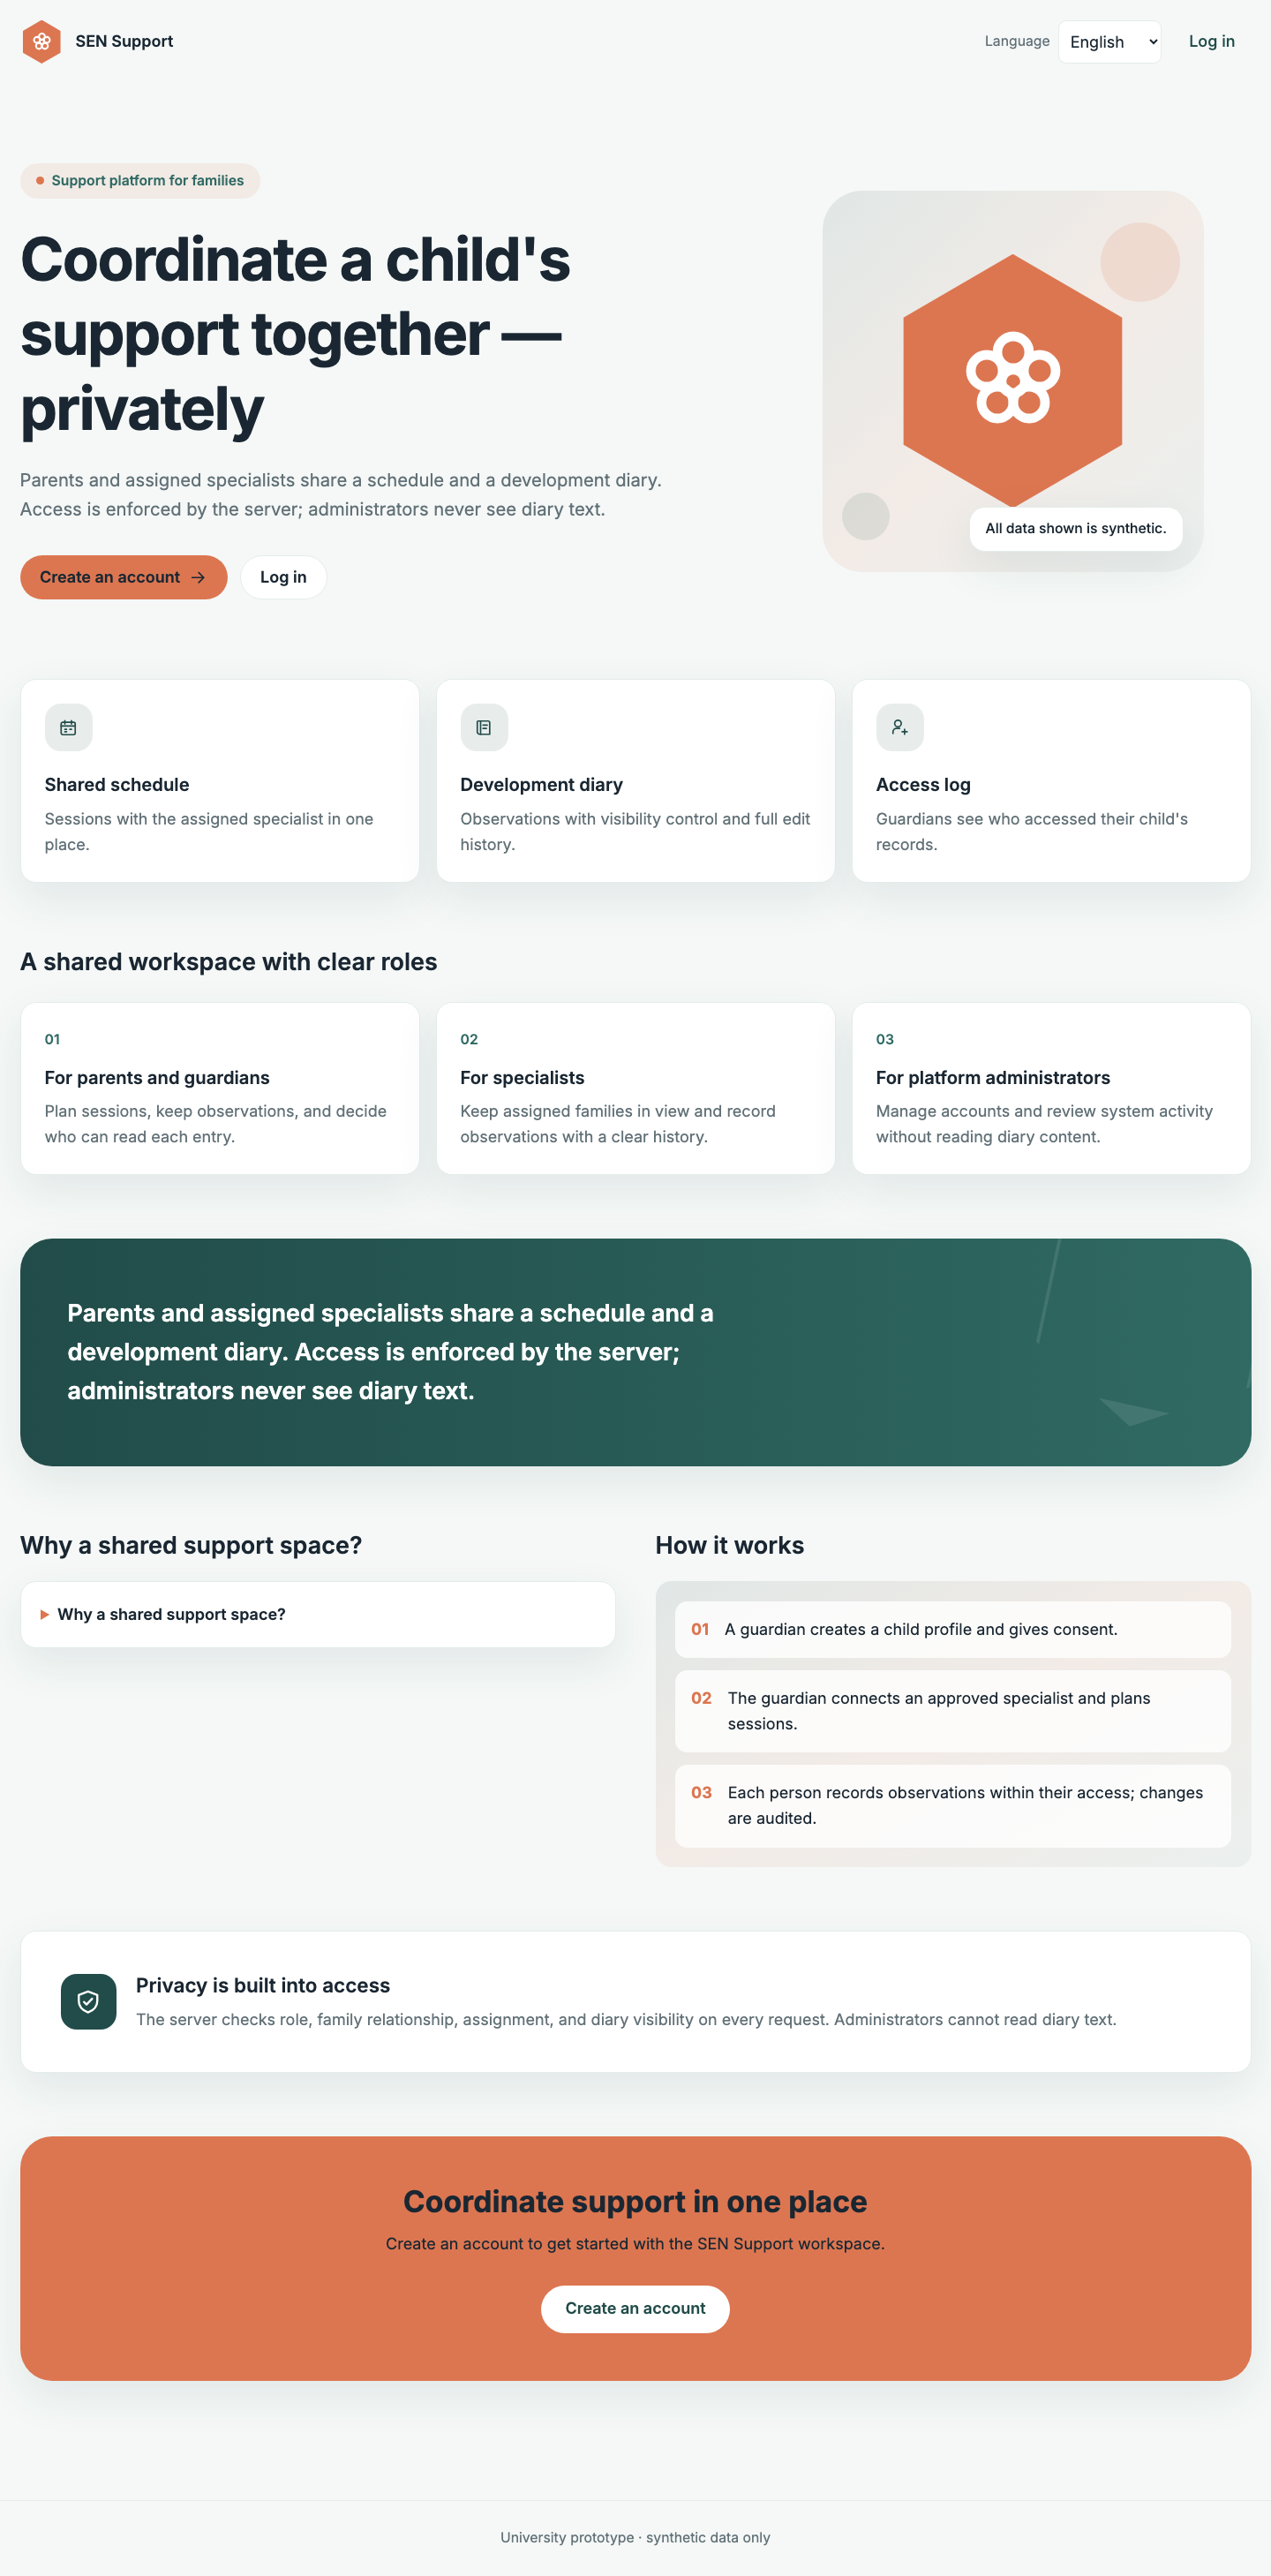 SEN Support
Language
English
Log in
Support platform for families
Coordinate a child's
support together —
privately
Parents and assigned specialists share a schedule and a development diary.
Access is enforced by the server; administrators never see diary text.
Create an account →
Log in
All data shown is synthetic.
Shared schedule
Sessions with the assigned specialist in one
place.
Development diary
Observations with visibility control and full edit
history.
Access log
Guardians see who accessed their child's
records.
A shared workspace with clear roles
01
For parents and guardians
Plan sessions, keep observations, and decide
who can read each entry.
02
For specialists
Keep assigned families in view and record
observations with a clear history.
03
For platform administrators
Manage accounts and review system activity
without reading diary content.
Parents and assigned specialists share a schedule and a
development diary. Access is enforced by the server;
administrators never see diary text.
Why a shared support space?
Why a shared support space?
How it works
01 A guardian creates a child profile and gives consent.
02 The guardian connects an approved specialist and plans
sessions.
03 Each person records observations within their access; changes
are audited.
Privacy is built into access
The server checks role, family relationship, assignment, and diary visibility on every request. Administrators cannot read diary text.
Coordinate support in one place
Create an account to get started with the SEN Support workspace.
Create an account
University prototype · synthetic data only